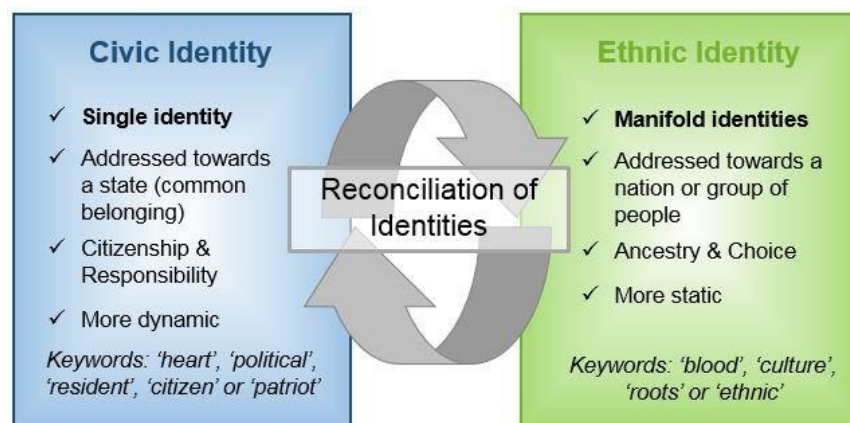 Civic Identity
✓ Single identity
✓ Addressed towards
a state (common
belonging)
✓ Citizenship &
Responsibility
✓ More dynamic
Keywords: ‘heart’, ‘political’,
‘resident’, ‘citizen’ or ‘patriot’
Reconciliation of
Identities
Ethnic Identity
✓ Manifold identities
✓ Addressed towards a
nation or group of
people
✓ Ancestry & Choice
✓ More static
Keywords: ‘blood’, ‘culture’,
‘roots’ or ‘ethnic’